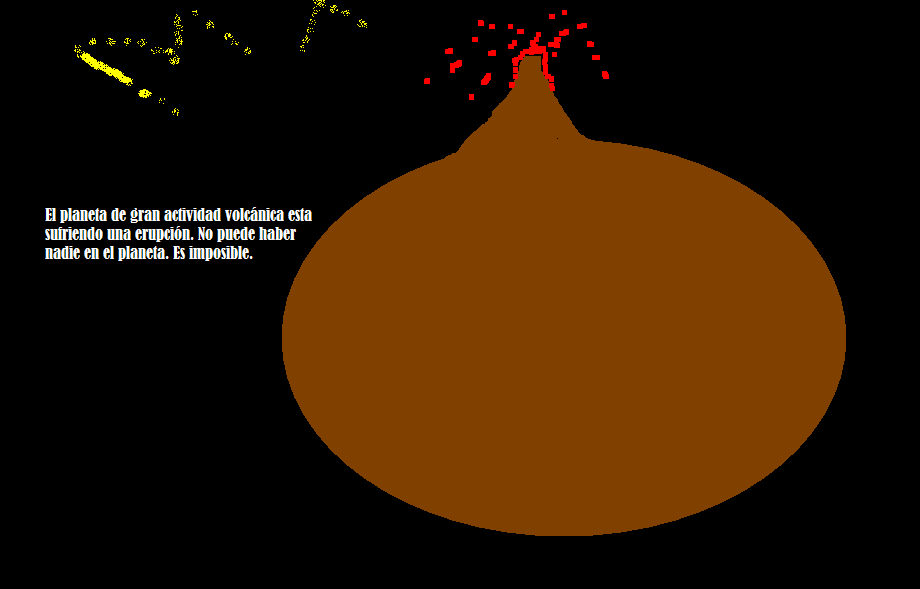 El planeta de gran actividad volcánica esta
sufriendo una erupción. No puede haber
nadie en el planeta. Es imposible.